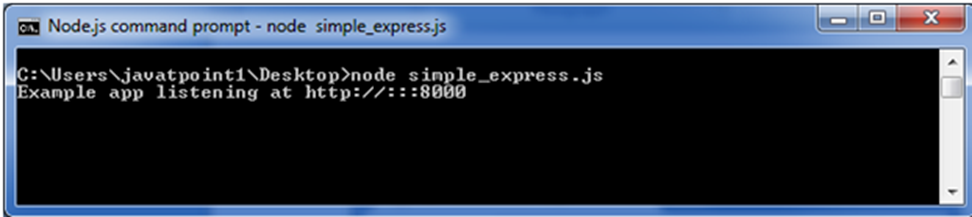 Node.js command prompt - node simple_express.js
C:\Users\javatpoint1\Desktop>node simple_express.js
Example app listening at http://:::8000